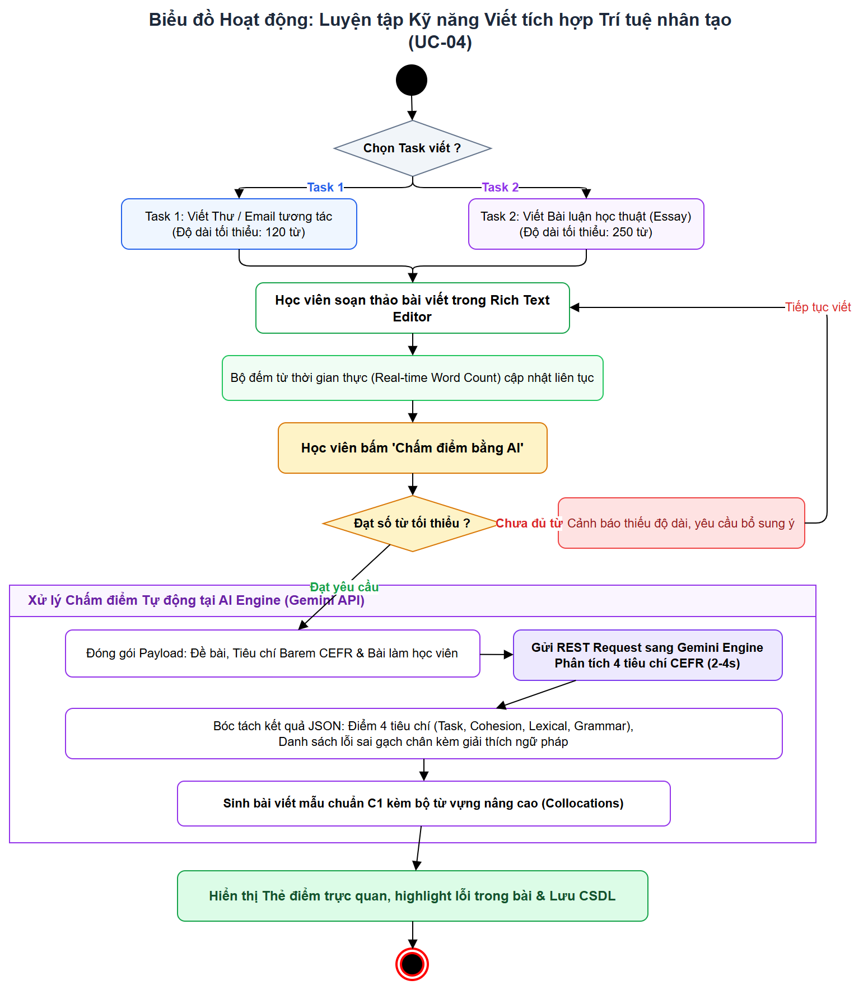 Biểu đồ Hoạt động: Luyện tập Kỹ năng Viết tích hợp Trí tuệ nhân tạo
(UC-04)
Chọn Task viết ?
Task 1
Task 2
Task 1: Viết Thư / Email tương tác
(Độ dài tối thiểu: 120 từ)
Task 2: Viết Bài luận học thuật (Essay)
(Độ dài tối thiểu: 250 từ)
Học viên soạn thảo bài viết trong Rich Text
Editor
Tiếp tục viết
Bộ đếm từ thời gian thực (Real-time Word Count) cập nhật liên tục
Học viên bấm 'Chấm điểm bằng AI'
Đạt số từ tối thiểu ?
Chưa đủ từ
Cảnh báo thiếu độ dài, yêu cầu bổ sung ý
Đạt yêu cầu
Xử lý Chấm điểm Tự động tại AI Engine (Gemini API)
Đóng gói Payload: Đề bài, Tiêu chí Barem CEFR & Bài làm học viên
Gửi REST Request sang Gemini Engine
Phân tích 4 tiêu chí CEFR (2-4s)
Bóc tách kết quả JSON: Điểm 4 tiêu chí (Task, Cohesion, Lexical, Grammar),
Danh sách lỗi sai gạch chân kèm giải thích ngữ pháp
Sinh bài viết mẫu chuẩn C1 kèm bộ từ vựng nâng cao (Collocations)
Hiển thị Thẻ điểm trực quan, highlight lỗi trong bài & Lưu CSDL